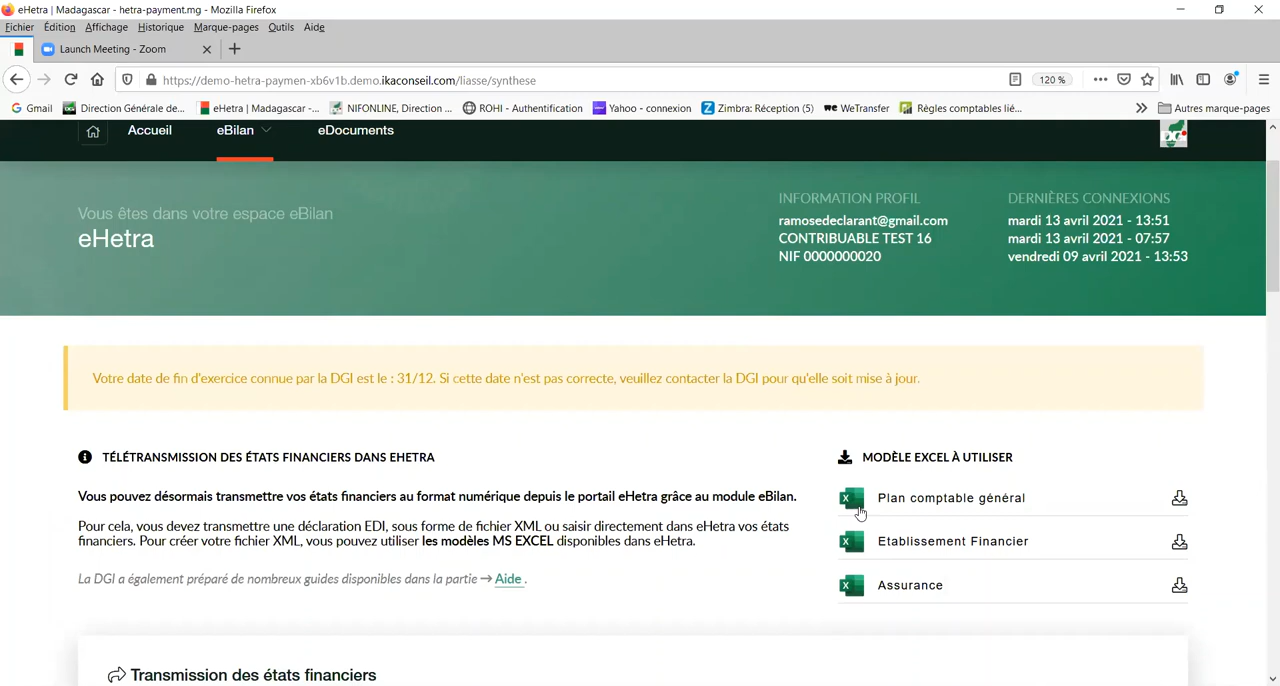 eHetra | Madagascar - hetra-payment.mg - Mozilla Firefox
Fichier Édition Affichage Historique Marque-pages Outils Aide
Launch Meeting - Zoom
https://demo-hetra-paymen-xb6v1b.demo.ikaconseil.com/liasse/synthese
120 %
Gmail Direction Générale de... eHetra | Madagascar -... NIFONLINE, Direction ... ROHI - Authentification Yahoo - connexion Zimbra: Réception (5) WeTransfer Règles comptables lié... Autres marque-pages
Accueil eBilan eDocuments
Vous êtes dans votre espace eBilan
eHetra
INFORMATION PROFIL
ramosedeclarant@gmail.com
CONTRIBUABLE TEST 16
NIF 0000000020
DERNIÈRES CONNEXIONS
mardi 13 avril 2021 - 13:51
mardi 13 avril 2021 - 07:57
vendredi 09 avril 2021 - 13:53
Votre date de fin d'exercice connue par la DGI est le : 31/12. Si cette date n'est pas correcte, veuillez contacter la DGI pour qu'elle soit mise à jour.
TÉLÉTRANSMISSION DES ÉTATS FINANCIERS DANS EHETRA
Vous pouvez désormais transmettre vos états financiers au format numérique depuis le portail eHetra grâce au module eBilan.
Pour cela, vous devez transmettre une déclaration EDI, sous forme de fichier XML ou saisir directement dans eHetra vos états
financiers. Pour créer votre fichier XML, vous pouvez utiliser les modèles MS EXCEL disponibles dans eHetra.
La DGI a également préparé de nombreux guides disponibles dans la partie → Aide .
MODÈLE EXCEL À UTILISER
Plan comptable général
Etablissement Financier
Assurance
Transmission des états financiers